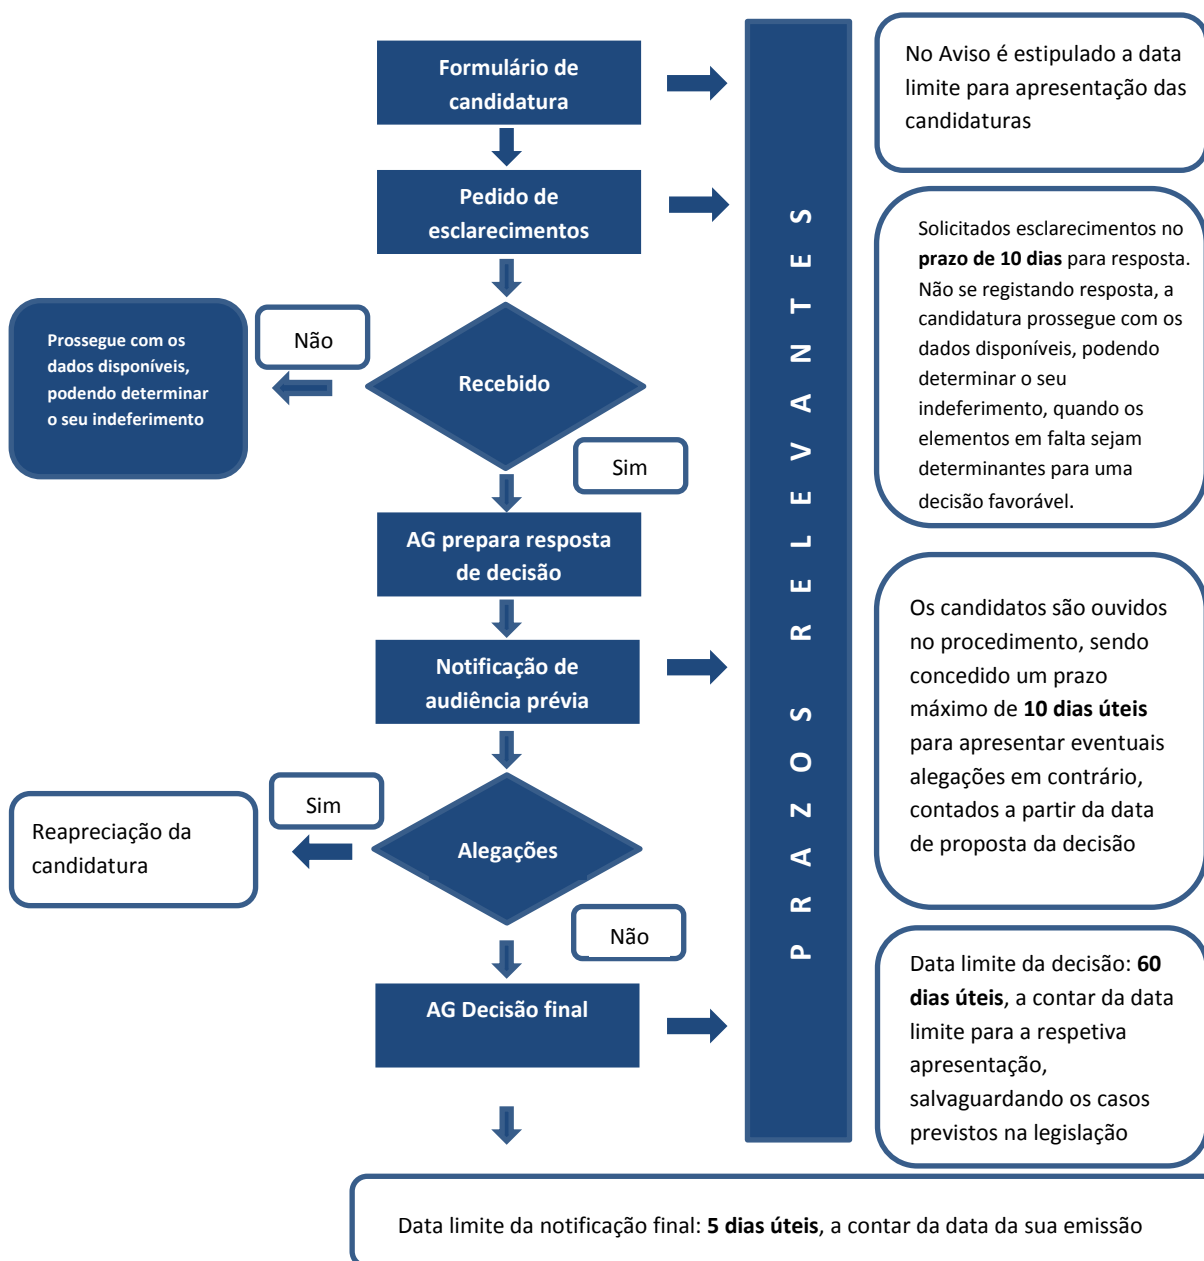 Formulário de
candidatura
No Aviso é estipulado a data
limite para apresentação das
candidaturas
Pedido de
esclarecimentos
Solicitados esclarecimentos no
prazo de 10 dias para resposta.
Não se registando resposta, a
candidatura prossegue com os
dados disponíveis, podendo
determinar o seu
indeferimento, quando os
elementos em falta sejam
determinantes para uma
decisão favorável.
Não
Prossegue com os
dados disponíveis,
podendo determinar
o seu indeferimento
Recebido
Sim
AG prepara resposta
de decisão
Notificação de
audiência prévia
Os candidatos são ouvidos
no procedimento, sendo
concedido um prazo
máximo de 10 dias úteis
para apresentar eventuais
alegações em contrário,
contados a partir da data
de proposta da decisão
Sim
Reapreciação da
candidatura
Alegações
Não
AG Decisão final
Data limite da decisão: 60
dias úteis, a contar da data
limite para a respetiva
apresentação,
salvaguardando os casos
previstos na legislação
PRAZOS RELEVANTES
Data limite da notificação final: 5 dias úteis, a contar da data da sua emissão